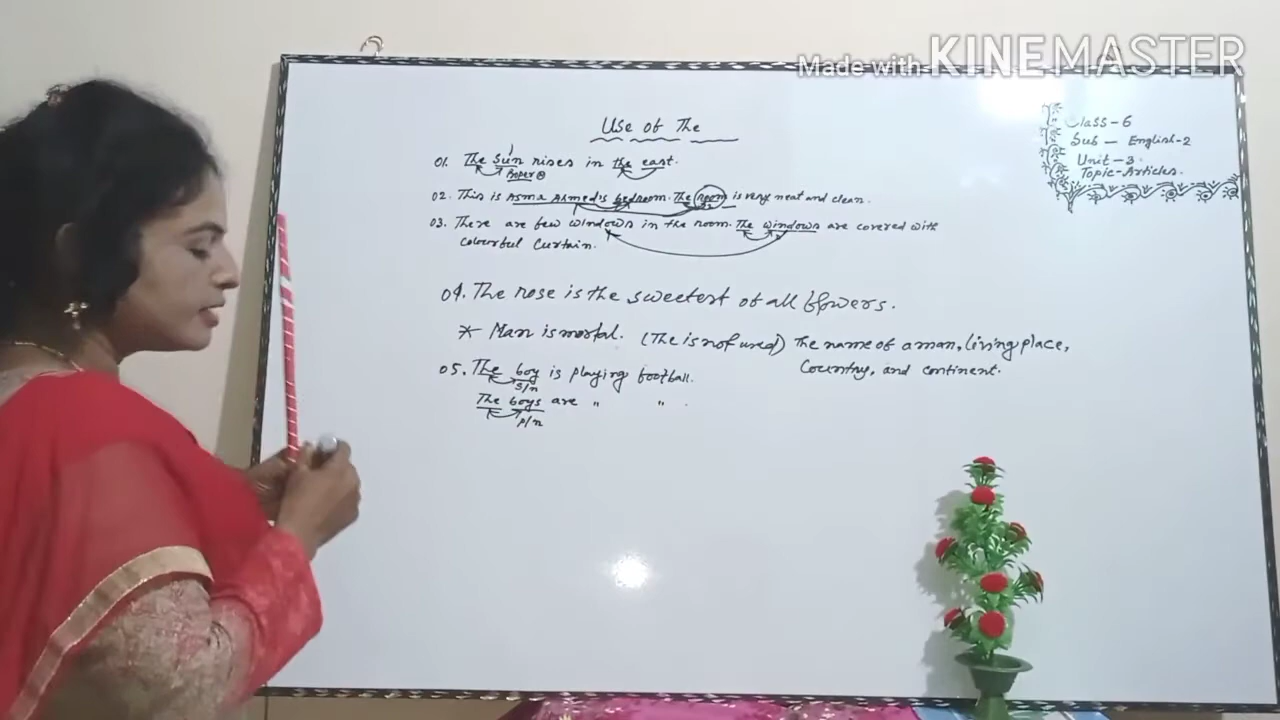 Made with KINEMASTER
Class-6
Sub - English-2
Unit-3.
Topic-Articles.
Use of The
01. The Sun rises in the east.
Proper
02. This is Asma Ahmed's bedroom. The room is very neat and clean.
03. There are few windows in the room. The windows are covered with
colourful Curtain.
04. The rose is the sweetest of all flowers.
* Man is mortal. (The is not used) The name of a man, living place,
Country, and continent.
05. The boy is playing football.
S/n
The boys are " " .
P/n